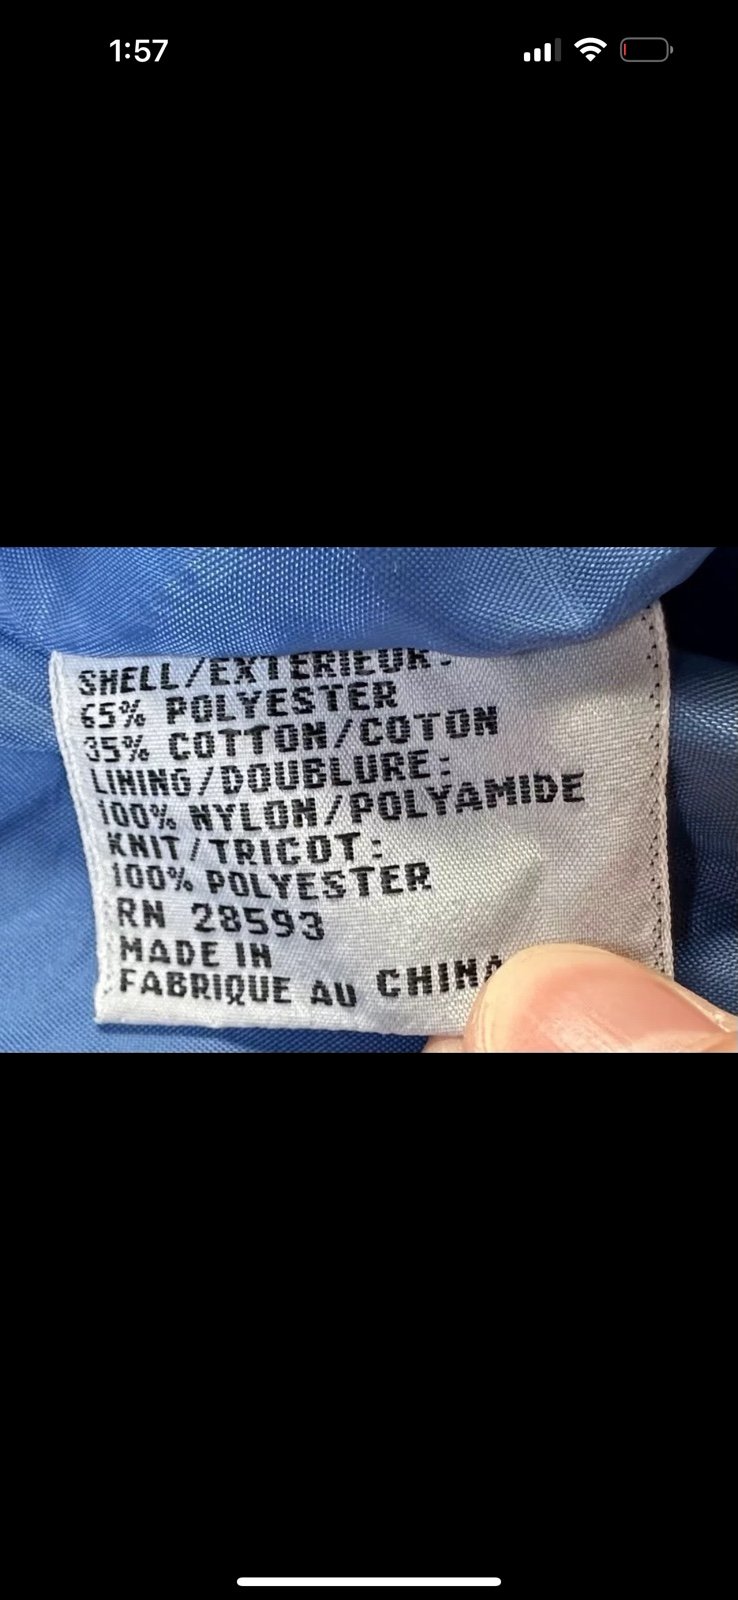 1:57
SHELL/EXTERIEUR:
65% POLYESTER
35% COTTON/COTON
LINING/DOUBLURE:
100% NYLON/POLYAMIDE
KNIT/TRICOT:
100% POLYESTER
RN 28593
MADE IN
FABRIQUE AU CHINA